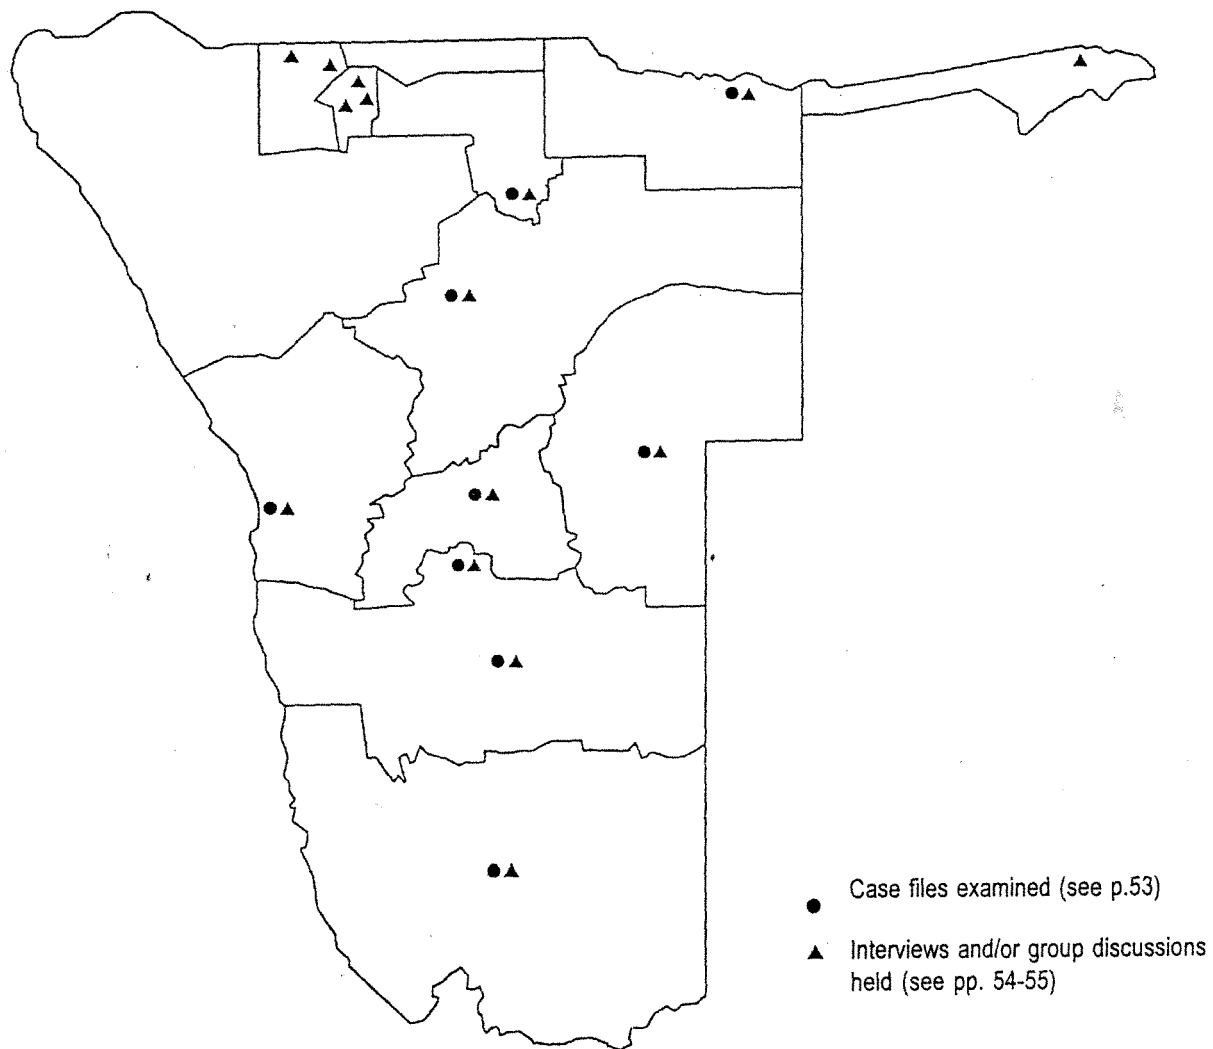 Case files examined (see p.53)
Interviews and/or group discussions
held (see pp. 54-55)